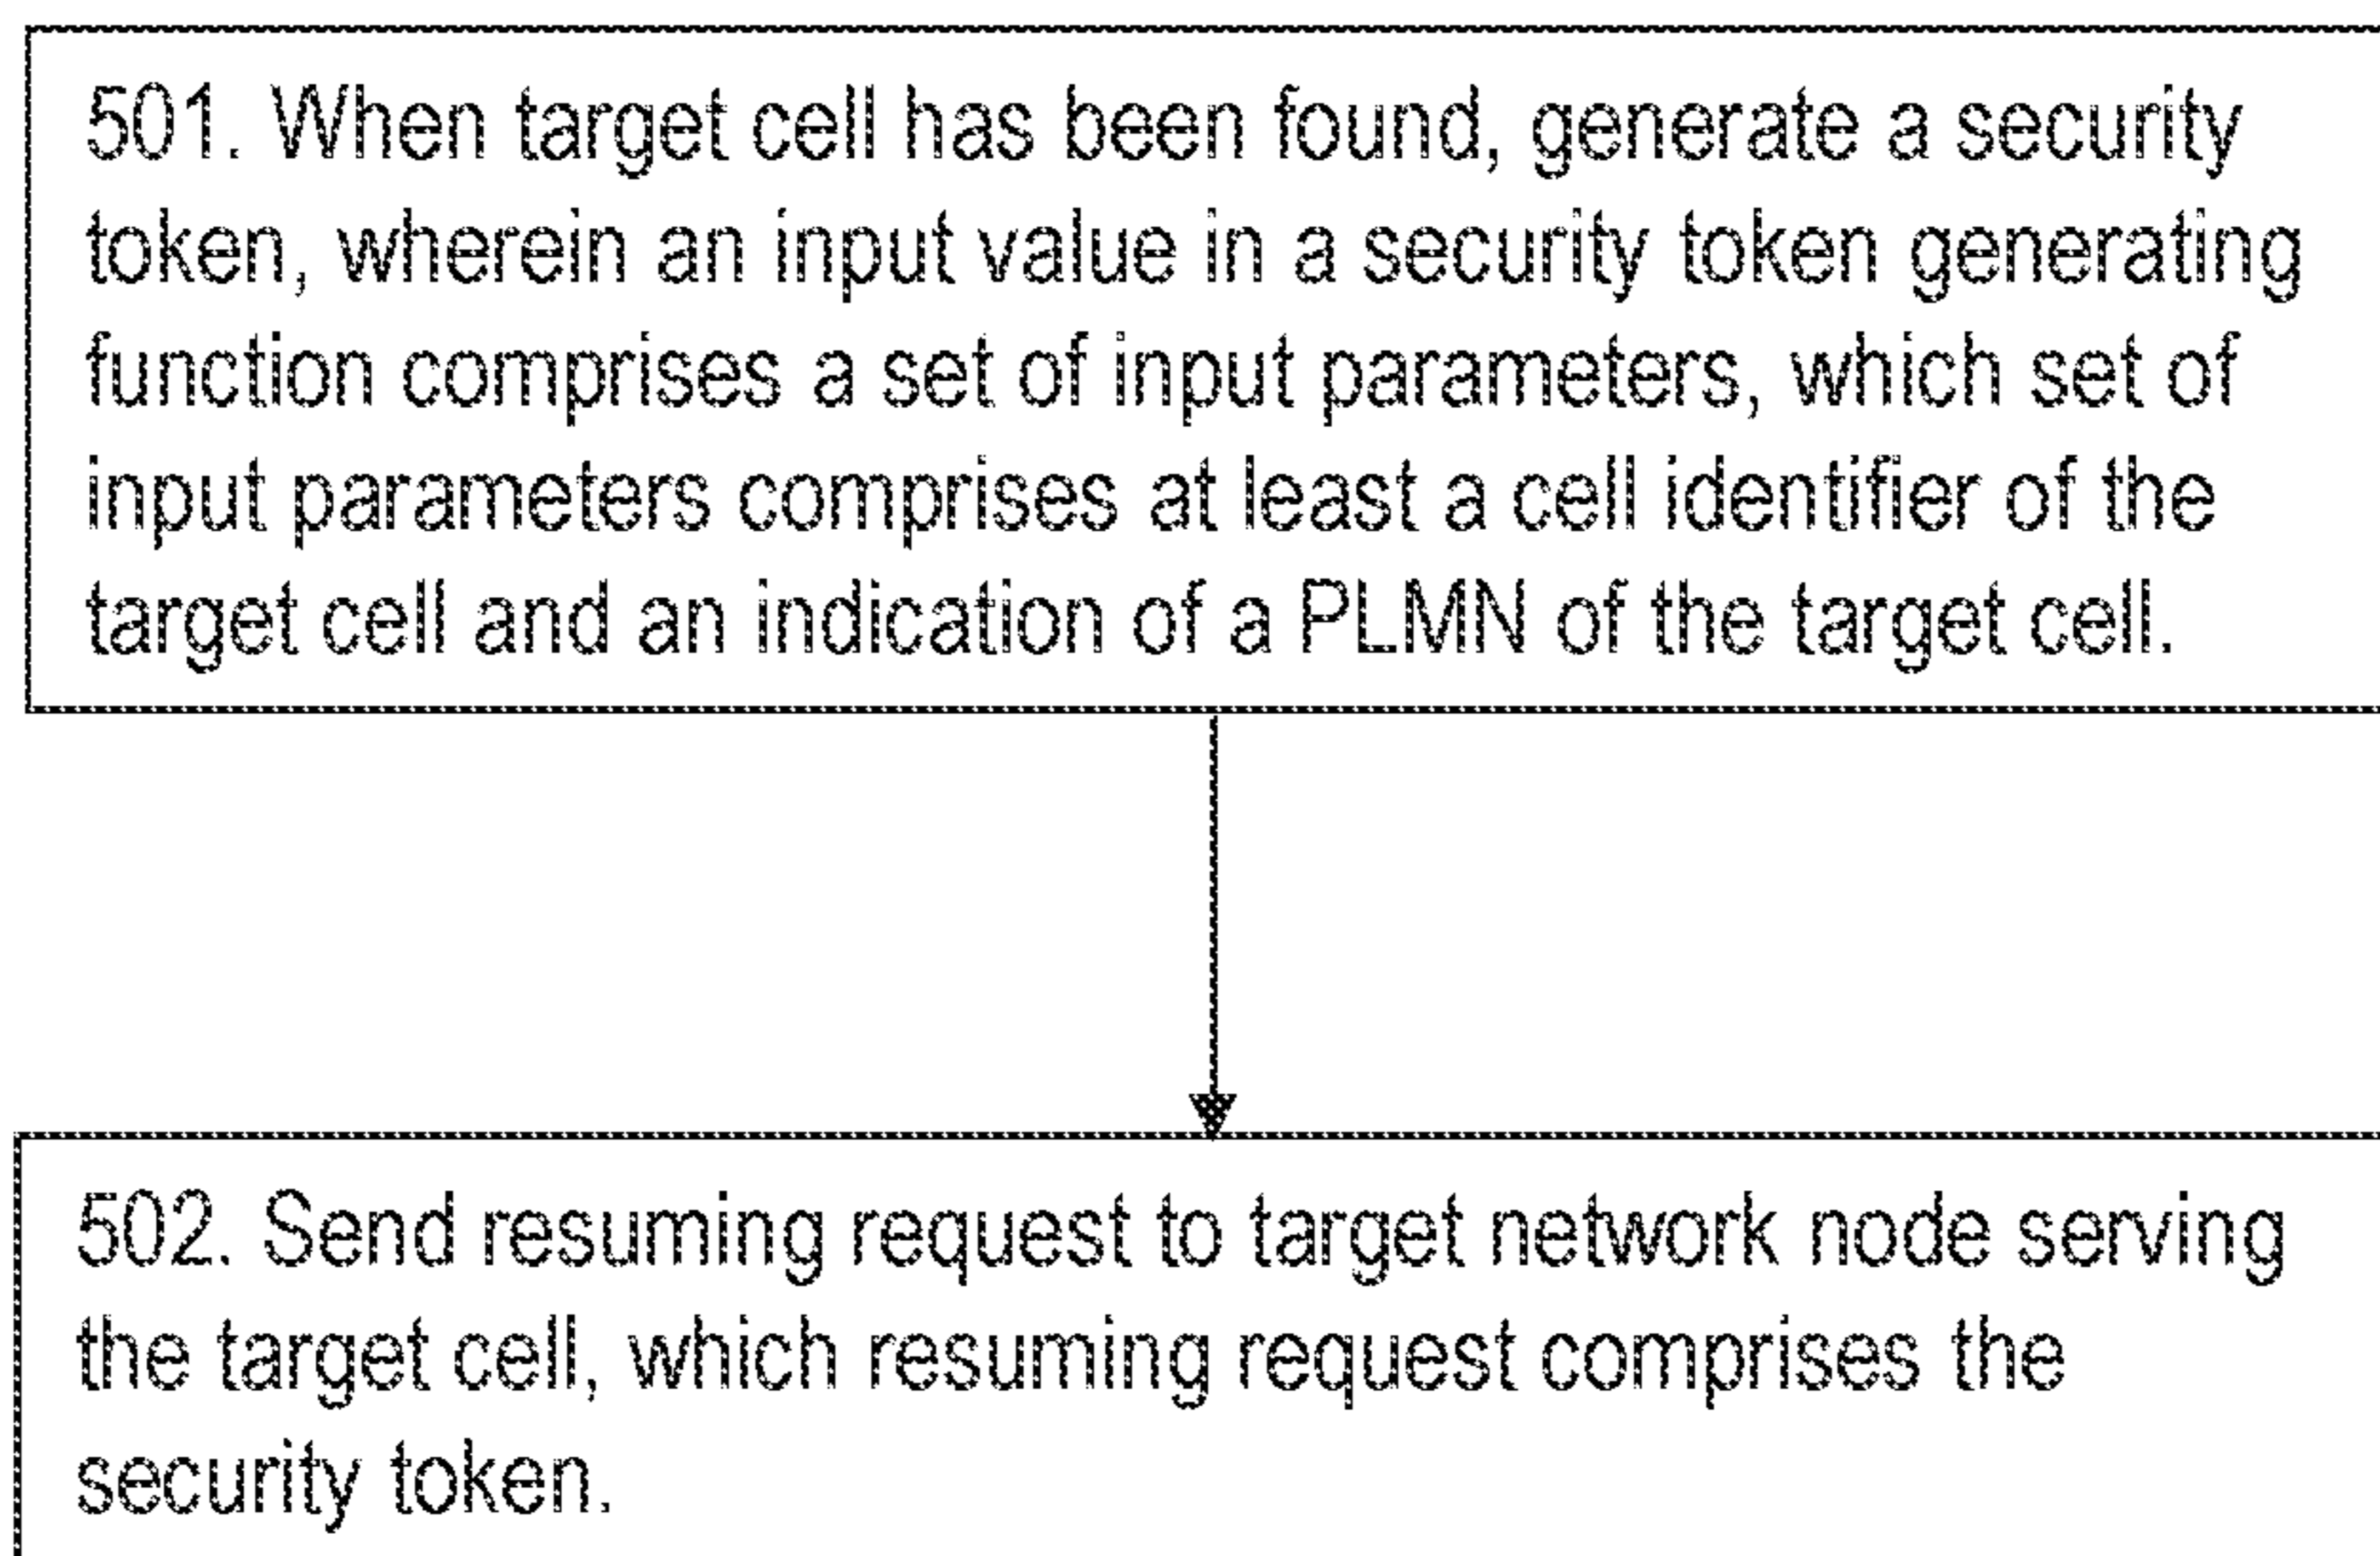 501. When target cell has been found, generate a security
token, wherein an input value in a security token generating
function comprises a set of input parameters, which set of
input parameters comprises at least a cell identifier of the
target cell and an indication of a PLMN of the target cell.
502. Send resuming request to target network node serving
the target cell, which resuming request comprises the
security token.